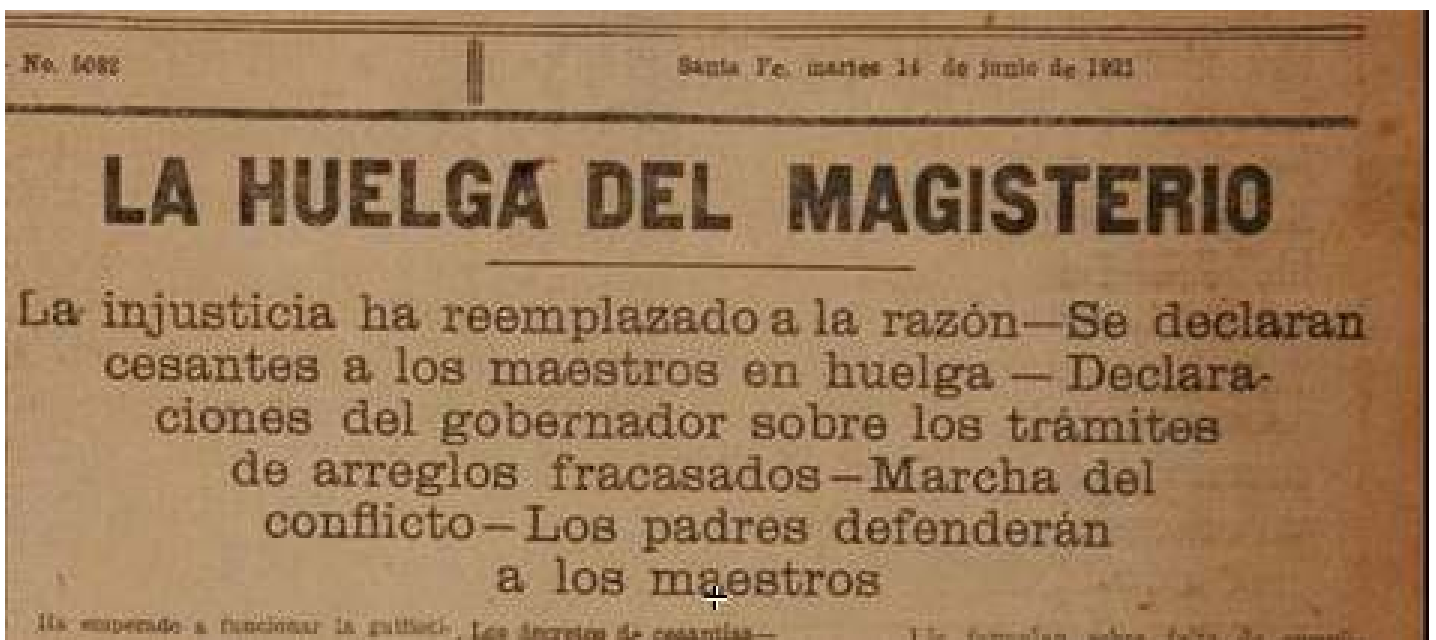 No. 5082
Santa Fe, martes 14 de junio de 1921
LA HUELGA DEL MAGISTERIO
La injusticia ha reemplazado a la razón—Se declaran
cesantes a los maestros en huelga — Declara-
ciones del gobernador sobre los trámites
de arreglos fracasados—Marcha del
conflicto—Los padres defenderán
a los maestros
Ha empezado a funcionar la
Los decretos de cesantías—